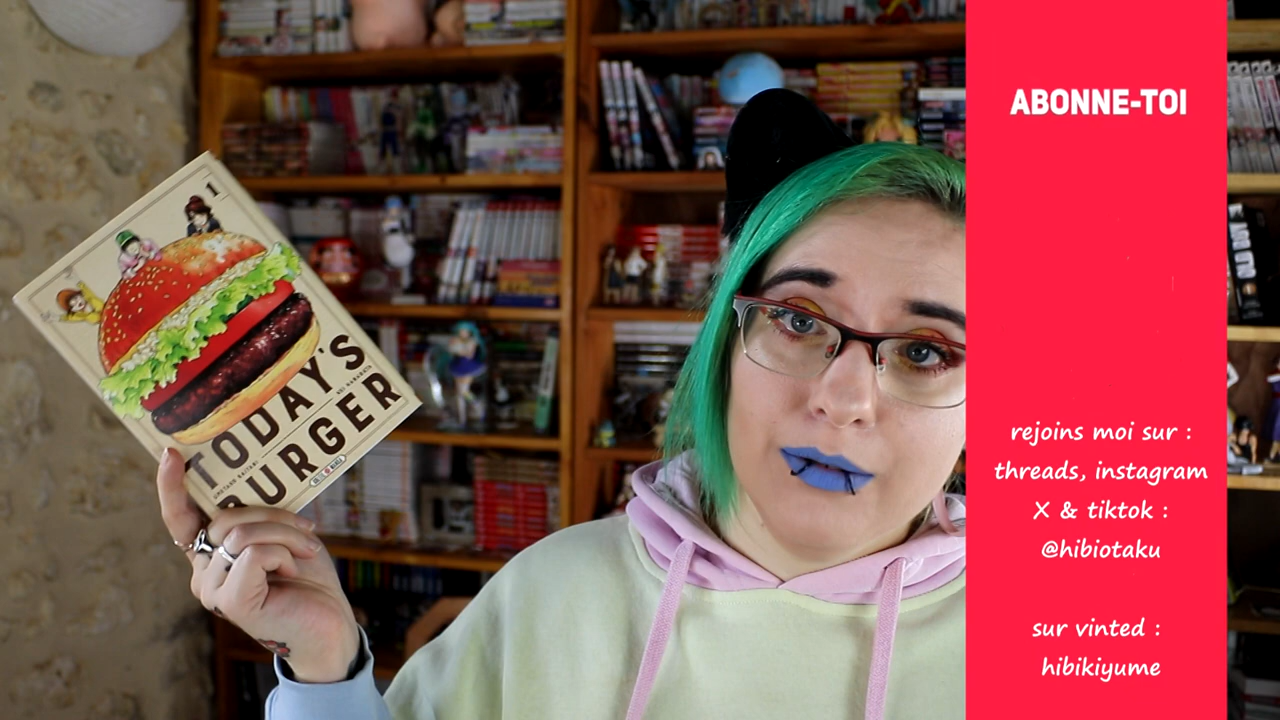 1
TODAY'S
BURGER
ABONNE-TOI
rejoins moi sur :
threads, instagram
X & tiktok :
@hibiotaku
sur vinted :
hibikiyume